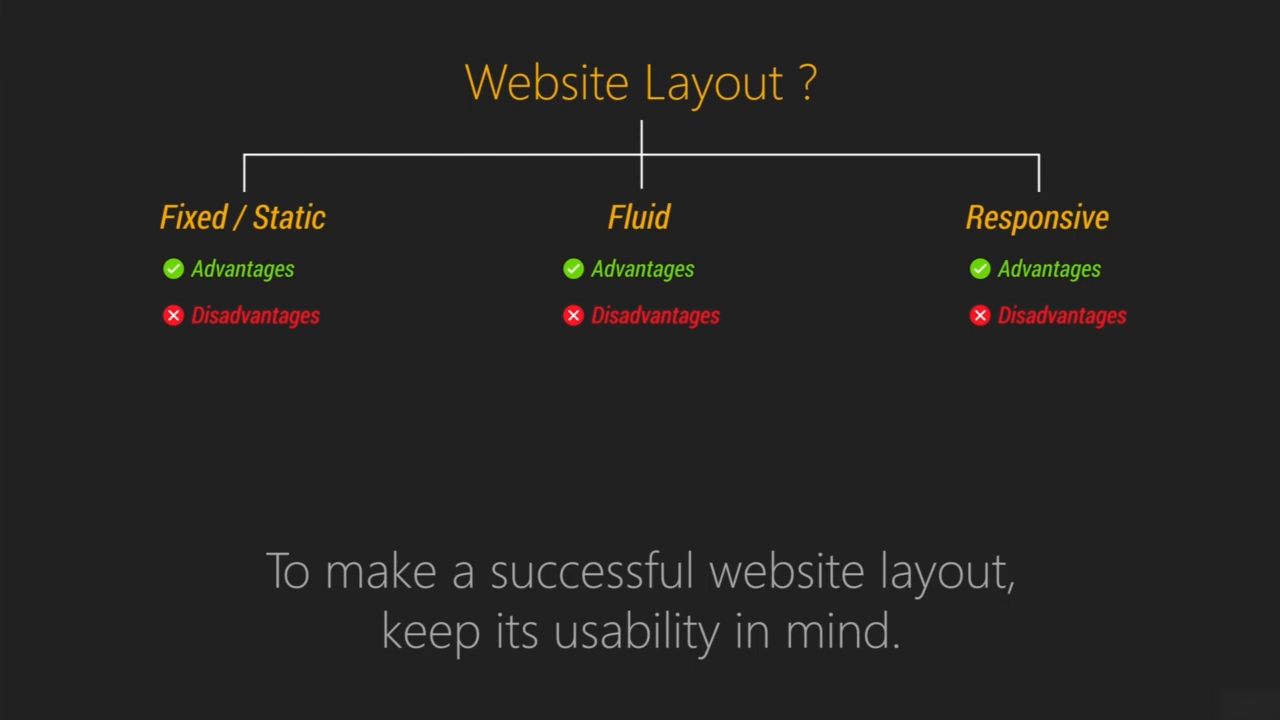 Website Layout ?
Fixed / Static
Advantages
Disadvantages
Fluid
Advantages
Disadvantages
Responsive
Advantages
Disadvantages
To make a successful website layout,
keep its usability in mind.